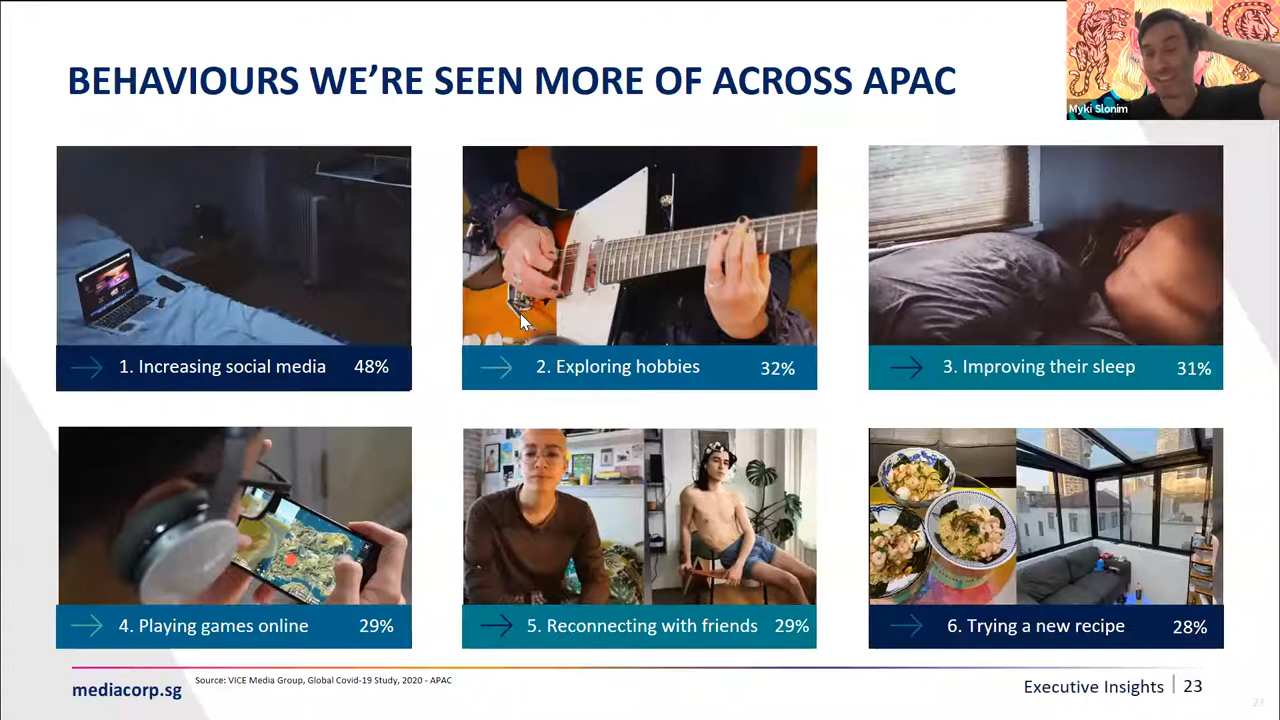 BEHAVIOURS WE’RE SEEN MORE OF ACROSS APAC
Myki Slonim
1. Increasing social media 48%
2. Exploring hobbies 32%
3. Improving their sleep 31%
4. Playing games online 29%
5. Reconnecting with friends 29%
6. Trying a new recipe 28%
Source: VICE Media Group, Global Covid-19 Study, 2020 - APAC
mediacorp.sg
Executive Insights | 23
23